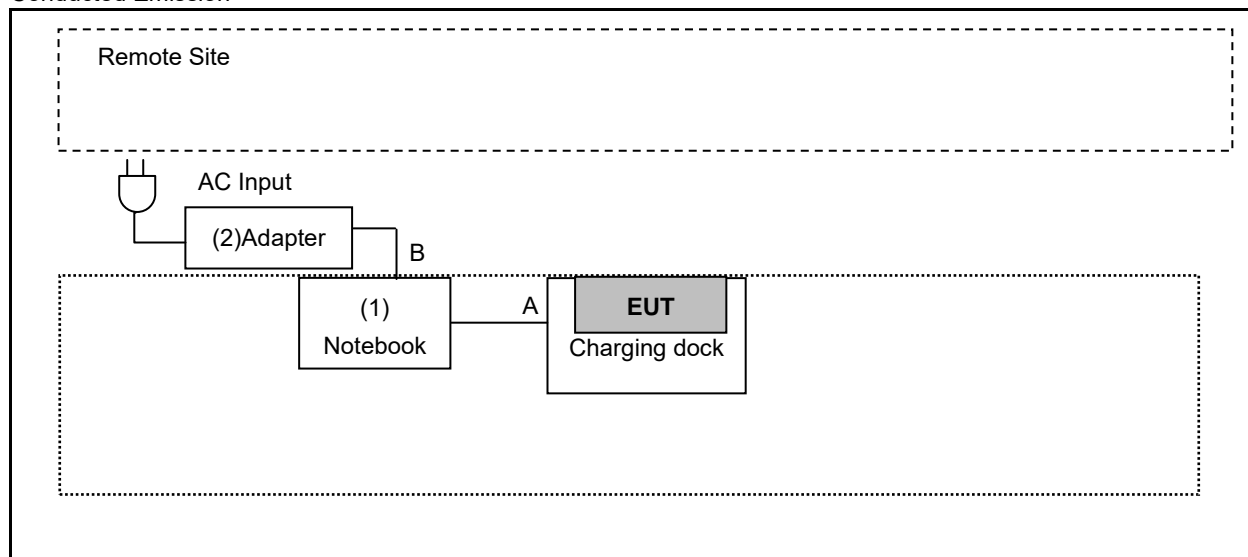 Conducted Emission
Remote Site
AC Input
(2)Adapter
B
(1)
Notebook
A
EUT
Charging dock